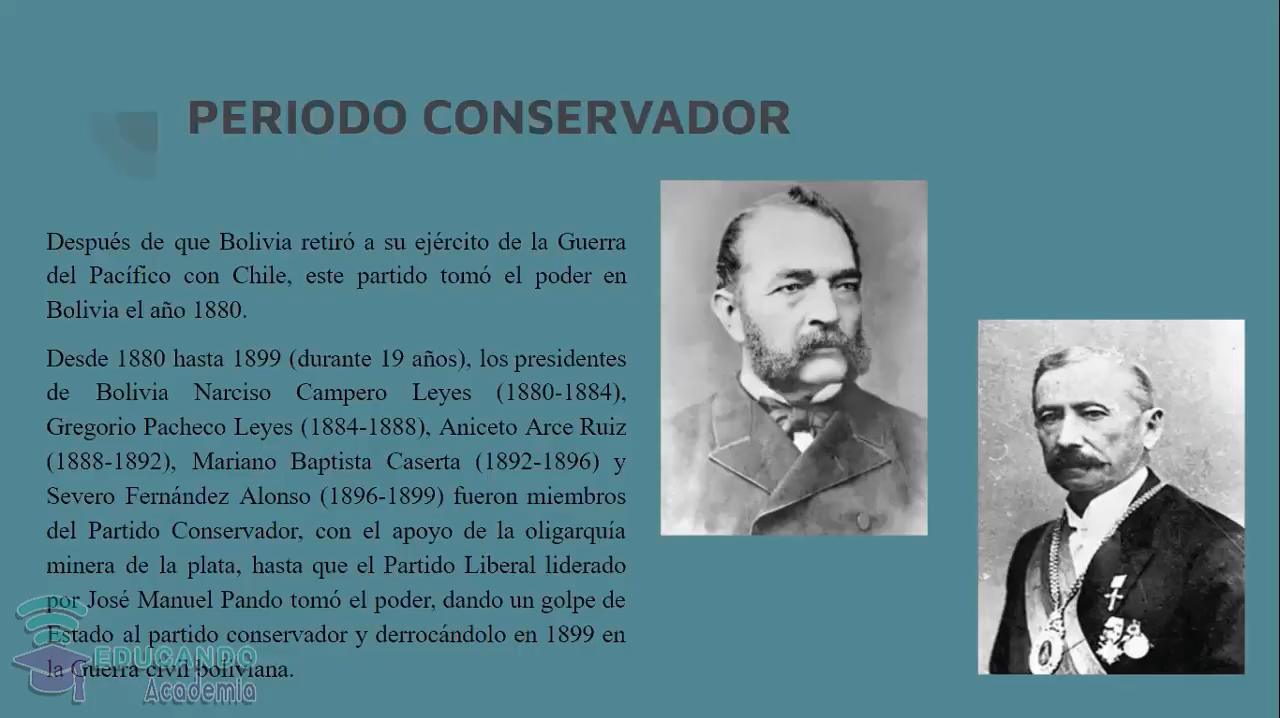 PERIODO CONSERVADOR
Después de que Bolivia retiró a su ejército de la Guerra
del Pacífico con Chile, este partido tomó el poder en
Bolivia el año 1880.
Desde 1880 hasta 1899 (durante 19 años), los presidentes
de Bolivia Narciso Campero Leyes (1880-1884),
Gregorio Pacheco Leyes (1884-1888), Aniceto Arce Ruiz
(1888-1892), Mariano Baptista Caserta (1892-1896) y
Severo Fernández Alonso (1896-1899) fueron miembros
del Partido Conservador, con el apoyo de la oligarquía
minera de la plata, hasta que el Partido Liberal liderado
por José Manuel Pando tomó el poder, dando un golpe de
Estado al partido conservador y derrocándolo en 1899 en
la Guerra civil boliviana.
EDUCANDO
Academia